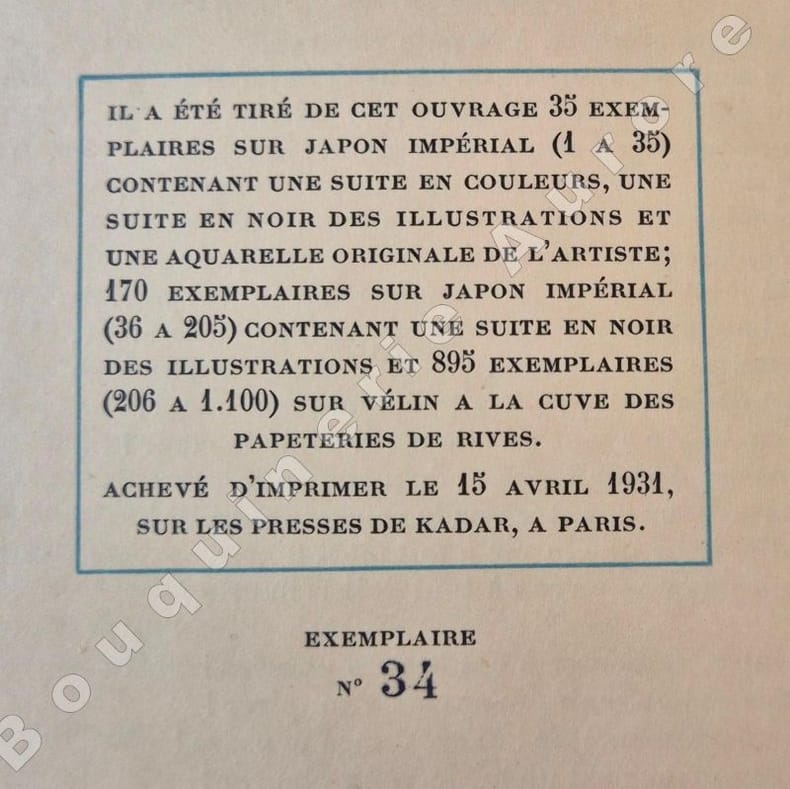 IL A ÉTÉ TIRÉ DE CET OUVRAGE 35 EXEM-
PLAIRES SUR JAPON IMPÉRIAL (1 A 35)
CONTENANT UNE SUITE EN COULEURS, UNE
SUITE EN NOIR DES ILLUSTRATIONS ET
UNE AQUARELLE ORIGINALE DE L'ARTISTE;
170 EXEMPLAIRES SUR JAPON IMPÉRIAL
(36 A 205) CONTENANT UNE SUITE EN NOIR
DES ILLUSTRATIONS ET 895 EXEMPLAIRES
(206 A 1.100) SUR VÉLIN A LA CUVE DES
PAPETERIES DE RIVES.
ACHEVÉ D'IMPRIMER LE 15 AVRIL 1931,
SUR LES PRESSES DE KADAR, A PARIS.
EXEMPLAIRE
Nº 34
Bouquinerie Aurore